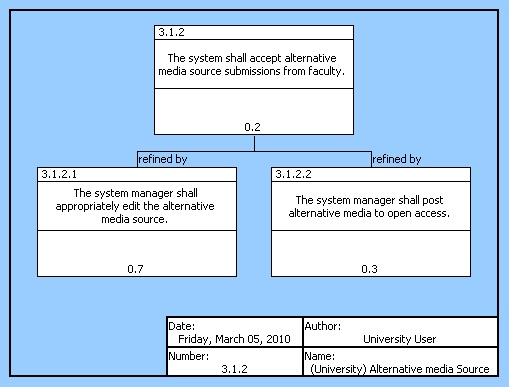 3.1.2
The system shall accept alternative
media source submissions from faculty.
0.2
refined by
refined by
3.1.2.1
The system manager shall
appropriately edit the alternative
media source.
0.7
3.1.2.2
The system manager shall post
alternative media to open access.
0.3
Date:
Friday, March 05, 2010
Author:
University User
Number:
3.1.2
Name:
(University) Alternative media Source